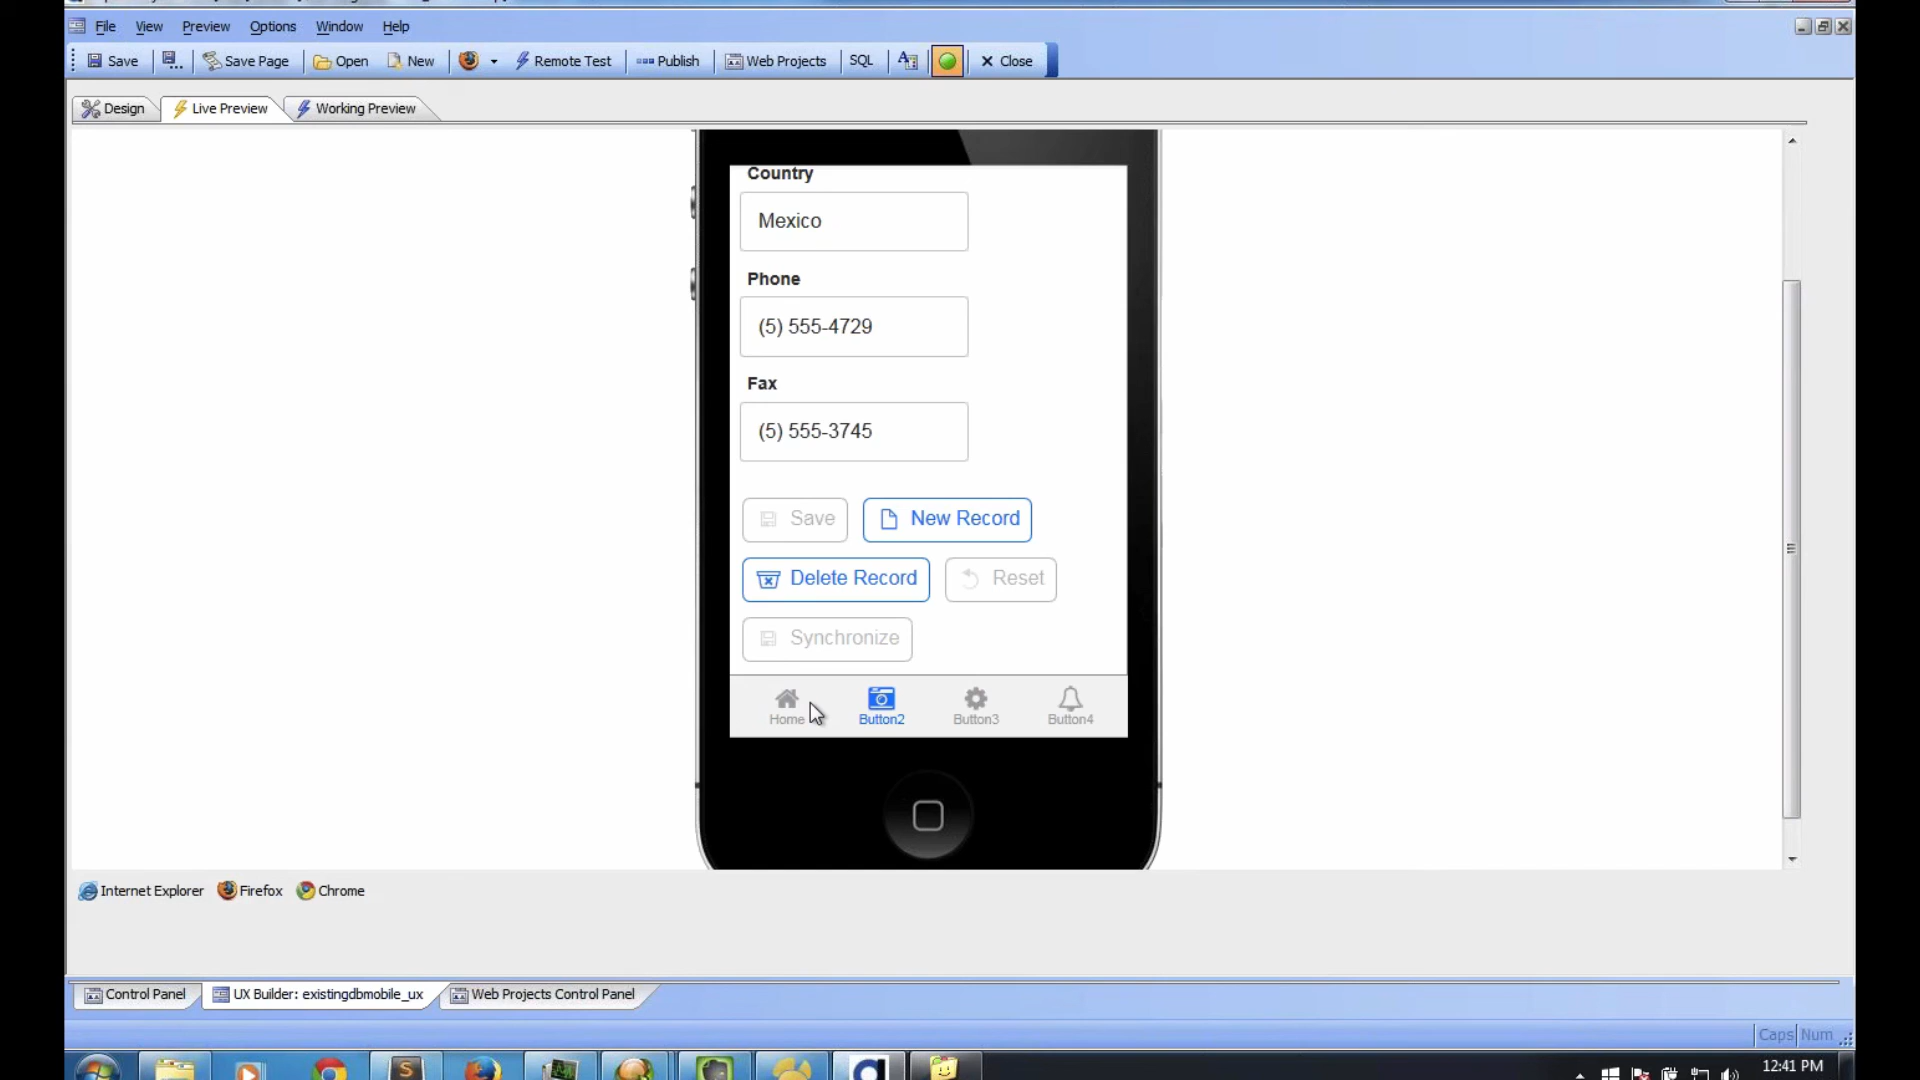 File View Preview Options Window Help
Save Save Page Open New Remote Test Publish Web Projects SQL Close
Design Live Preview Working Preview
Country
Mexico
Phone
(5) 555-4729
Fax
(5) 555-3745
Save New Record
Delete Record Reset
Synchronize
Home Button2 Button3 Button4
Internet Explorer Firefox Chrome
Control Panel UX Builder: existingdbmobile_ux Web Projects Control Panel
Caps Num
12:41 PM